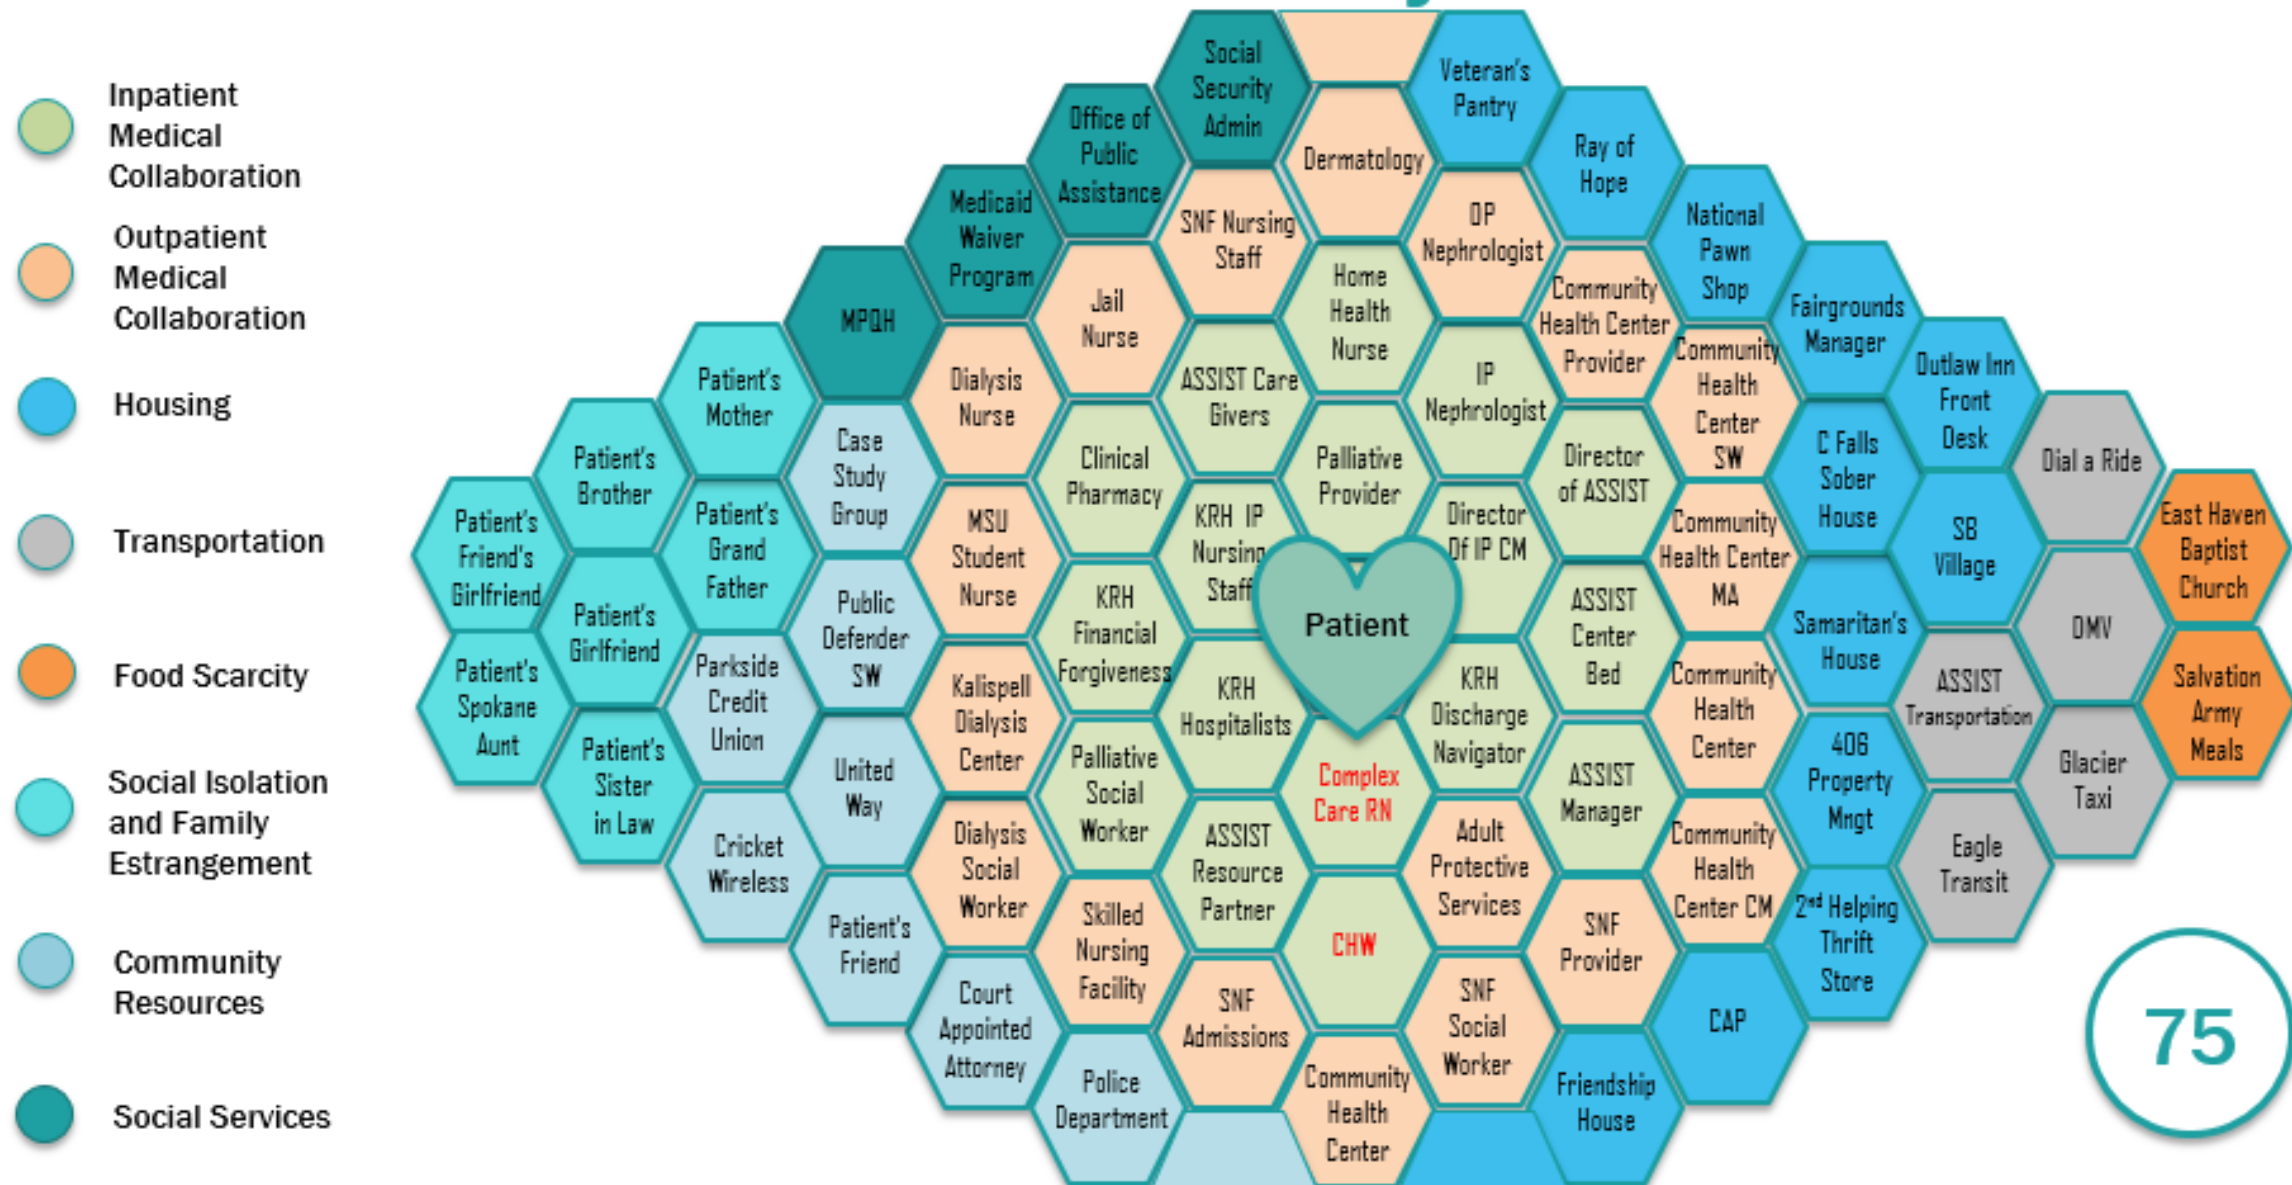 Inpatient
Medical
Collaboration
Outpatient
Medical
Collaboration
Housing
Transportation
Food Scarcity
Social Isolation
and Family
Estrangement
Community
Resources
Social Services
Patient's
Friend's
Girlfriend
Patient's
Spokane
Aunt
Patient's
Brother
Patient's
Girlfriend
Patient's
Sister
in Law
Patient's
Mother
Patient's
Grand
Father
Parkside
Credit
Union
Cricket
Wireless
MPQH
Case
Study
Group
Public
Defender
SW
United
Way
Patient's
Friend
Medicaid
Waiver
Program
Dialysis
Nurse
MSU
Student
Nurse
Kalispell
Dialysis
Center
Dialysis
Social
Worker
Court
Appointed
Attorney
Office of
Public
Assistance
Jail
Nurse
Clinical
Pharmacy
KRH
Financial
Forgiveness
Palliative
Social
Worker
Skilled
Nursing
Facility
Police
Department
Social
Security
Admin
SNF Nursing
Staff
ASSIST Care
Givers
KRH IP
Nursing
Staff
KRH
Hospitalists
ASSIST
Resource
Partner
SNF
Admissions
Dermatology
Home
Health
Nurse
Palliative
Provider
Patient
Complex
Care RN
CHW
Community
Health
Center
Veteran's
Pantry
OP
Nephrologist
IP
Nephrologist
Director
Of IP CM
KRH
Discharge
Navigator
Adult
Protective
Services
SNF
Social
Worker
Ray of
Hope
Community
Health Center
Provider
Director
of ASSIST
ASSIST
Center
Bed
ASSIST
Manager
SNF
Provider
Friendship
House
National
Pawn
Shop
Community
Health
Center
SW
Community
Health Center
MA
Community
Health
Center
Community
Health
Center CM
CAP
Fairgrounds
Manager
C Falls
Sober
House
Samaritan's
House
406
Property
Mngt
2nd Helping
Thrift
Store
Outlaw Inn
Front
Desk
SB
Village
ASSIST
Transportation
Eagle
Transit
Dial a Ride
DMV
Glacier
Taxi
East Haven
Baptist
Church
Salvation
Army
Meals
75